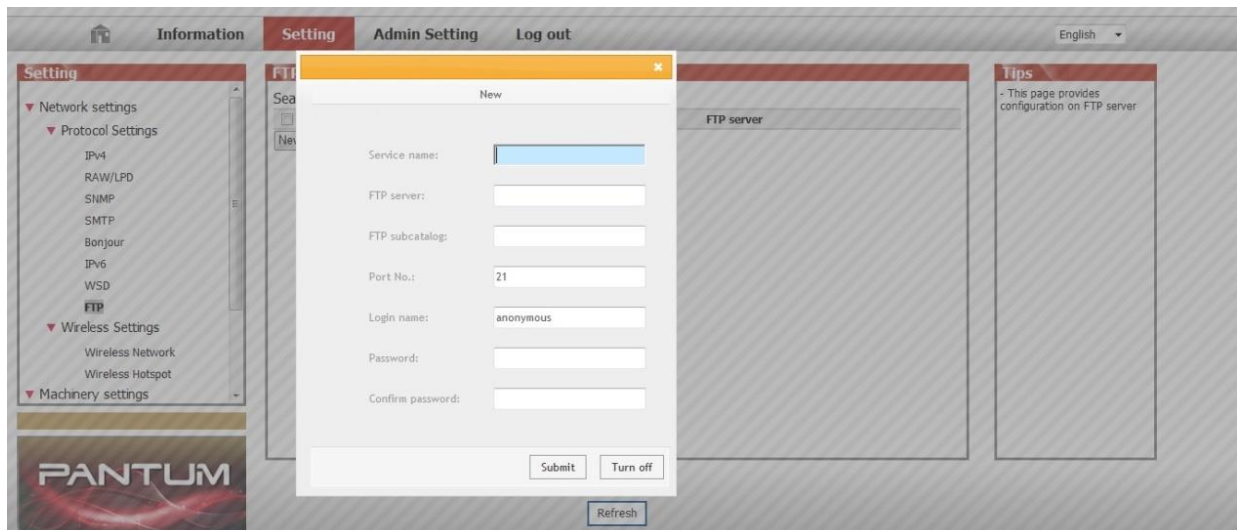 Information Setting Admin Setting Log out English
Setting
Network settings
Protocol Settings
IPv4
RAW/LPD
SNMP
SMTP
Bonjour
IPv6
WSD
FTP
Wireless Settings
Wireless Network
Wireless Hotspot
Machinery settings
PANTUM
FTP server
New
Service name:
FTP server:
FTP subcatalog:
Port No.: 21
Login name: anonymous
Password:
Confirm password:
Submit Turn off
Refresh
Tips
- This page provides
configuration on FTP server